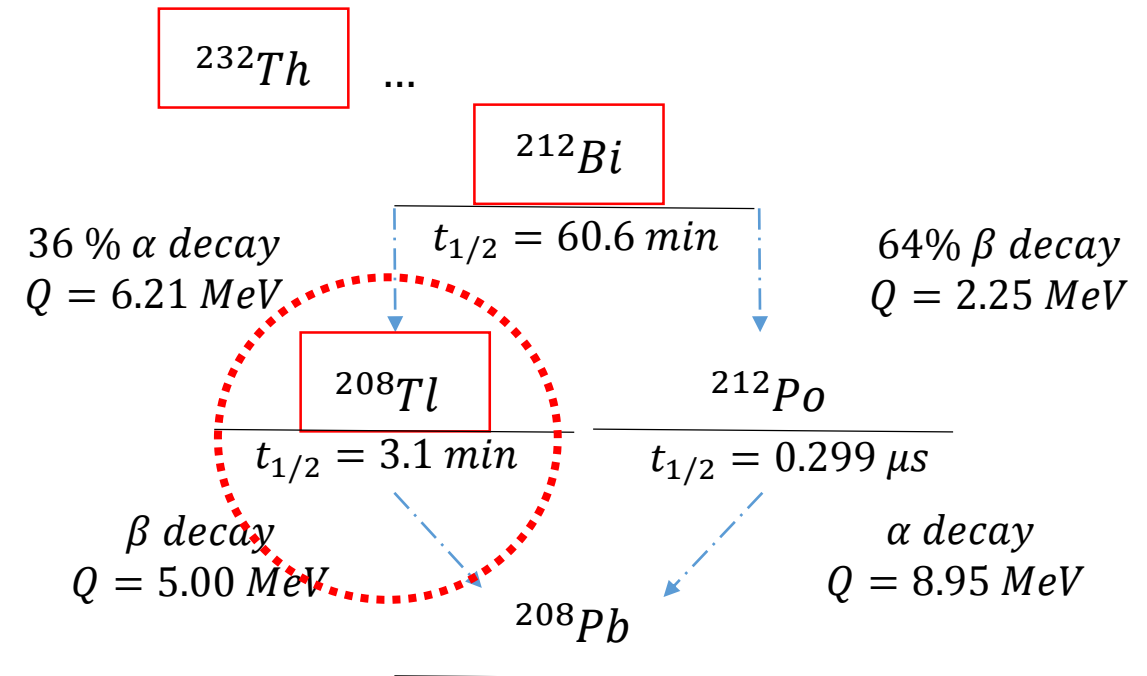 ²³²Th ...
²¹²Bi
t₁/₂ = 60.6 min
36 % α decay
Q = 6.21 MeV
64% β decay
Q = 2.25 MeV
²⁰⁸Tl
t₁/₂ = 3.1 min
²¹²Po
t₁/₂ = 0.299 μs
β decay
Q = 5.00 MeV
α decay
Q = 8.95 MeV
²⁰⁸Pb